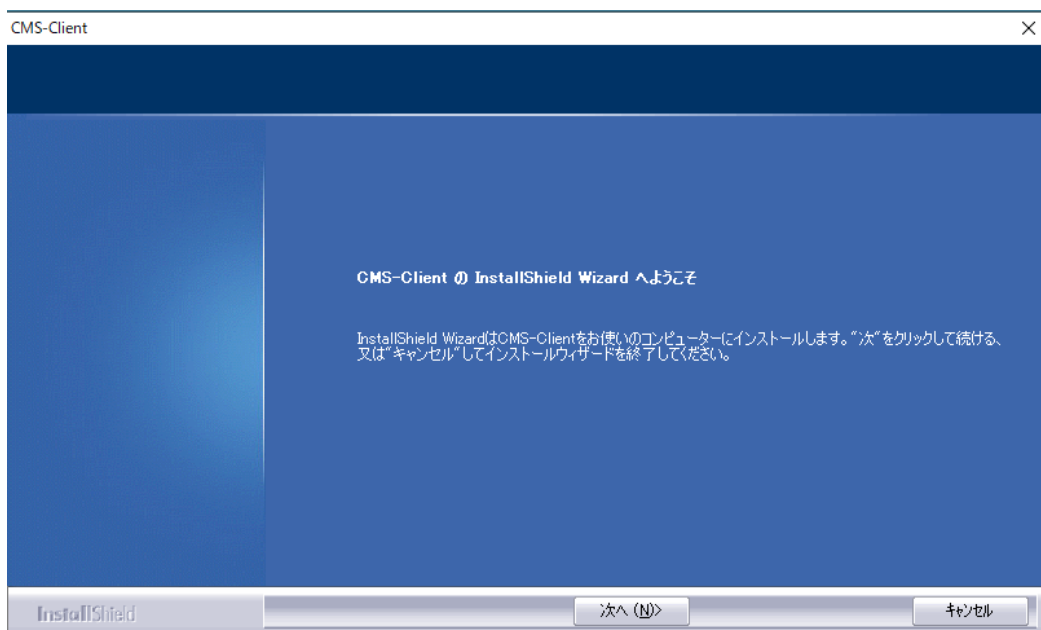 CMS-Client
CMS-Client の InstallShield Wizard へようこそ
InstallShield WizardはCMS-Clientをお使いのコンピューターにインストールします。“次“をクリックして続ける、
又は“キャンセル“してインストールウィザードを終了してください。
InstallShield
次へ (N)>
キャンセル